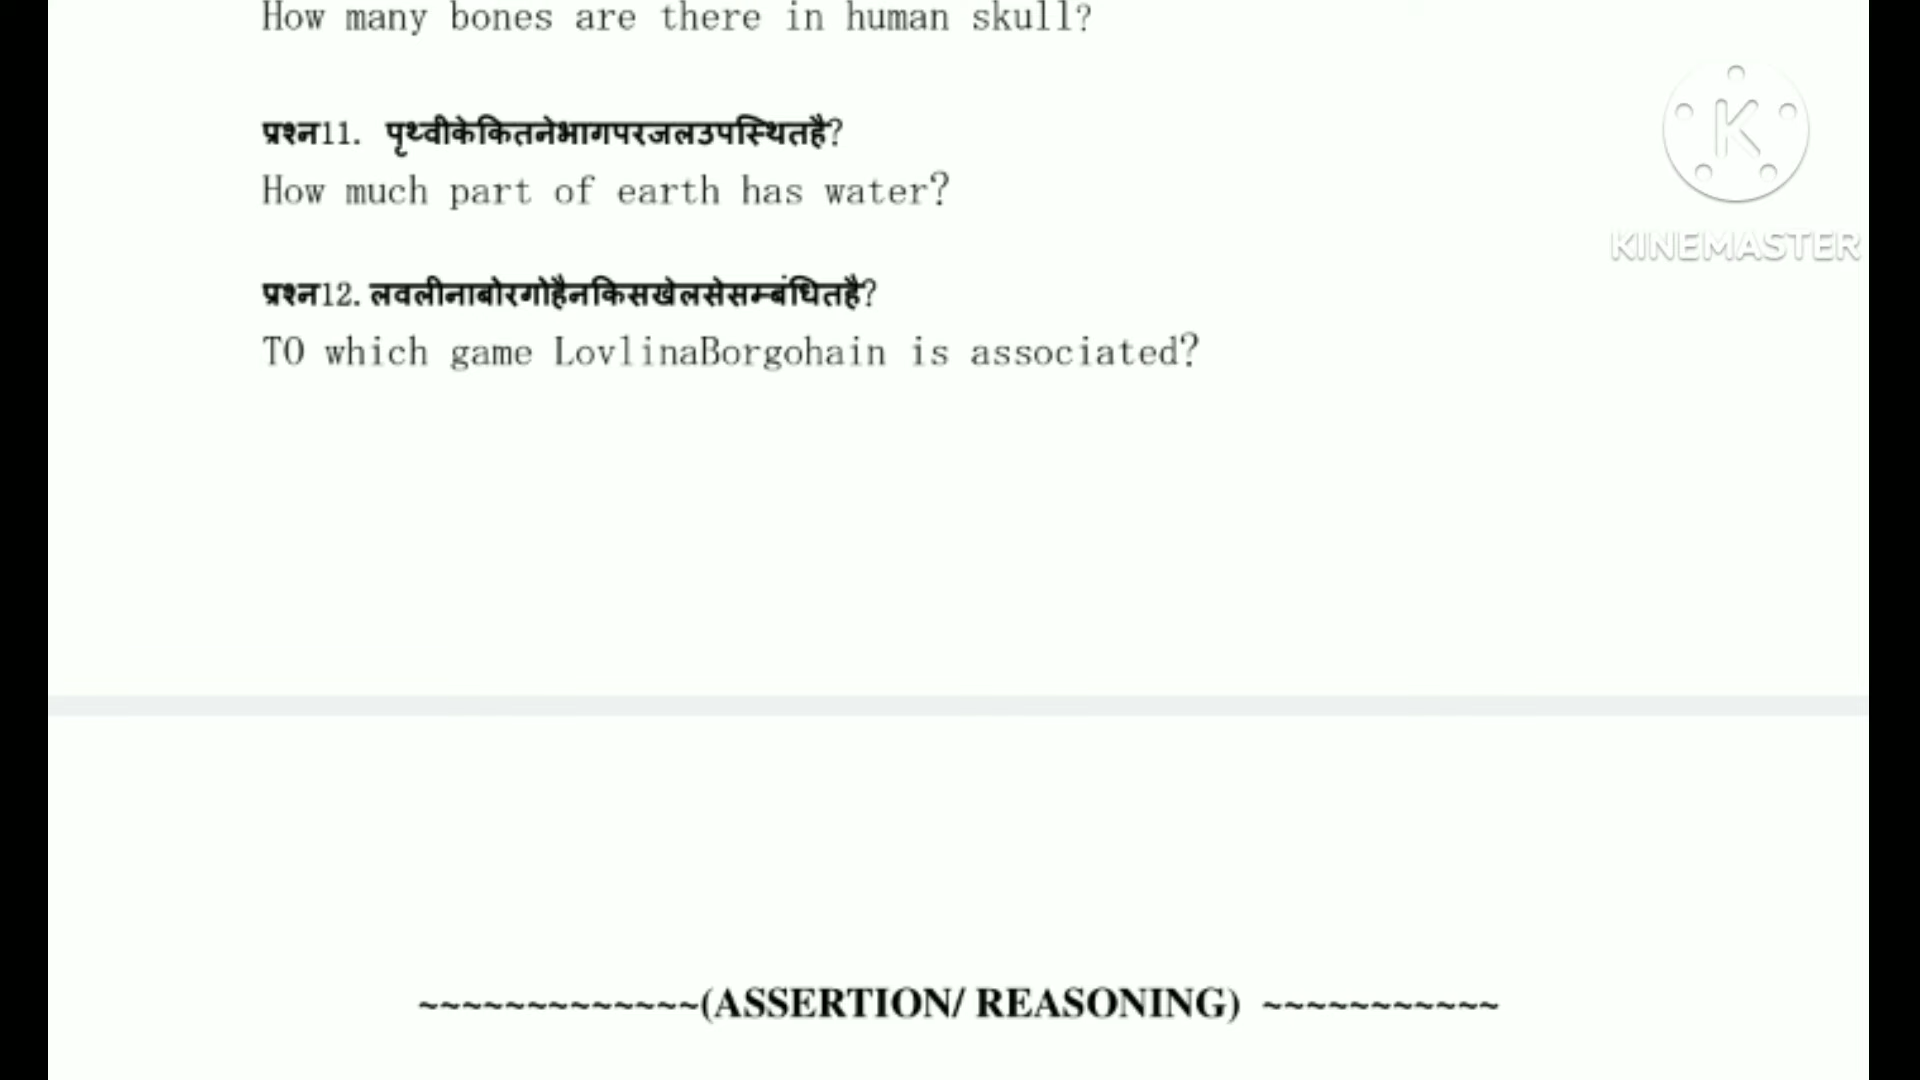 How many bones are there in human skull?
प्रश्न11. पृथ्वीकेकितनेभागपरजलउपस्थितहै?
How much part of earth has water?
प्रश्न12. लवलीनाबोरगोहैनकिसखेलसेसम्बंधितहै?
TO which game LovlinaBorgohain is associated?
~~~~~~~~~~~~~(ASSERTION/ REASONING) ~~~~~~~~~~~
K
KINEMASTER